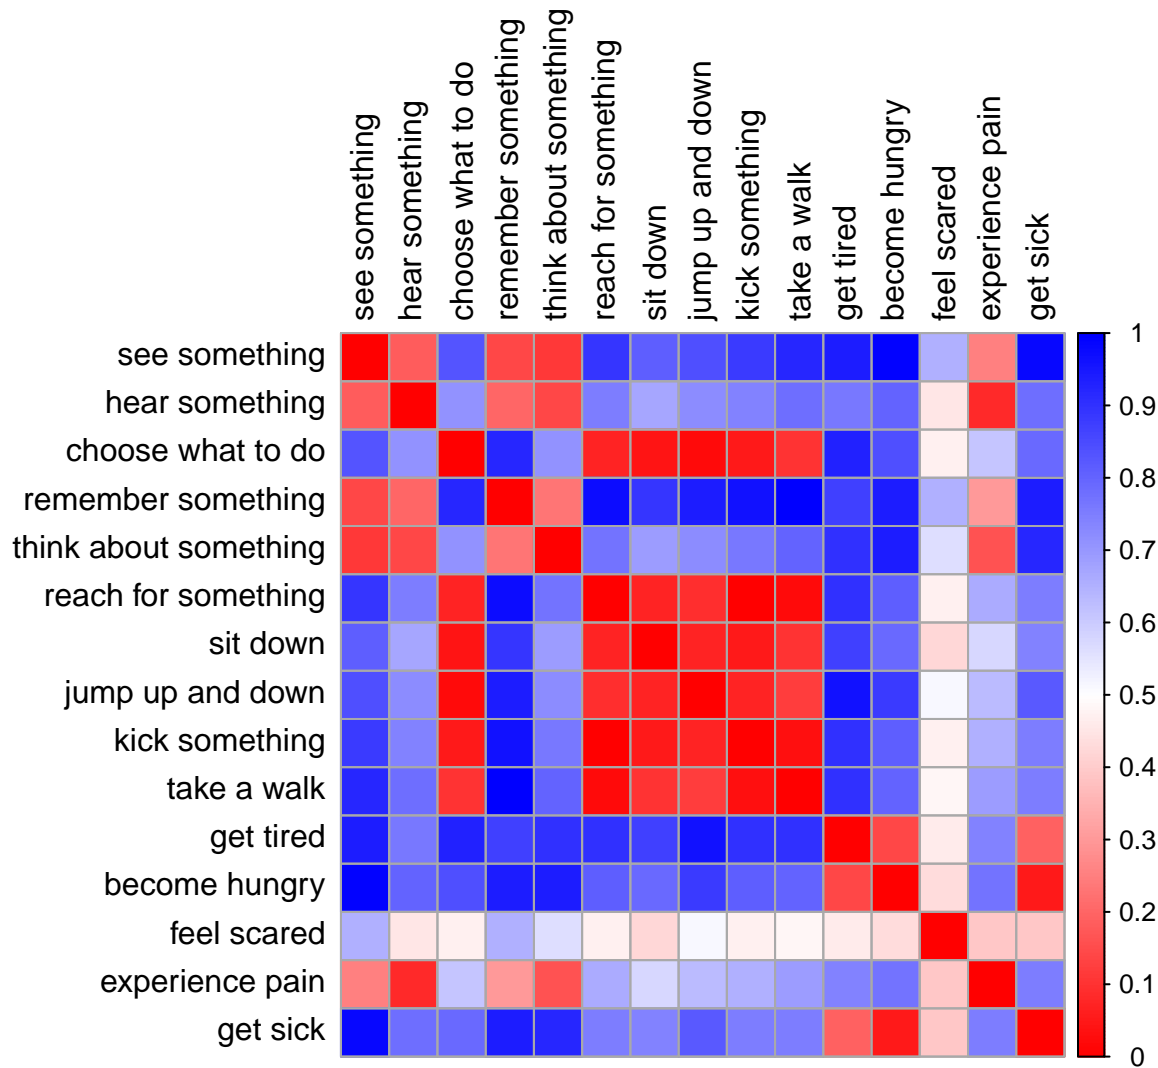 see something
hear something
choose what to do
remember something
think about something
reach for something
sit down
jump up and down
kick something
take a walk
get tired
become hungry
feel scared
experience pain
get sick
see something
hear something
choose what to do
remember something
think about something
reach for something
sit down
jump up and down
kick something
take a walk
get tired
become hungry
feel scared
experience pain
get sick
1
0.9
0.8
0.7
0.6
0.5
0.4
0.3
0.2
0.1
0